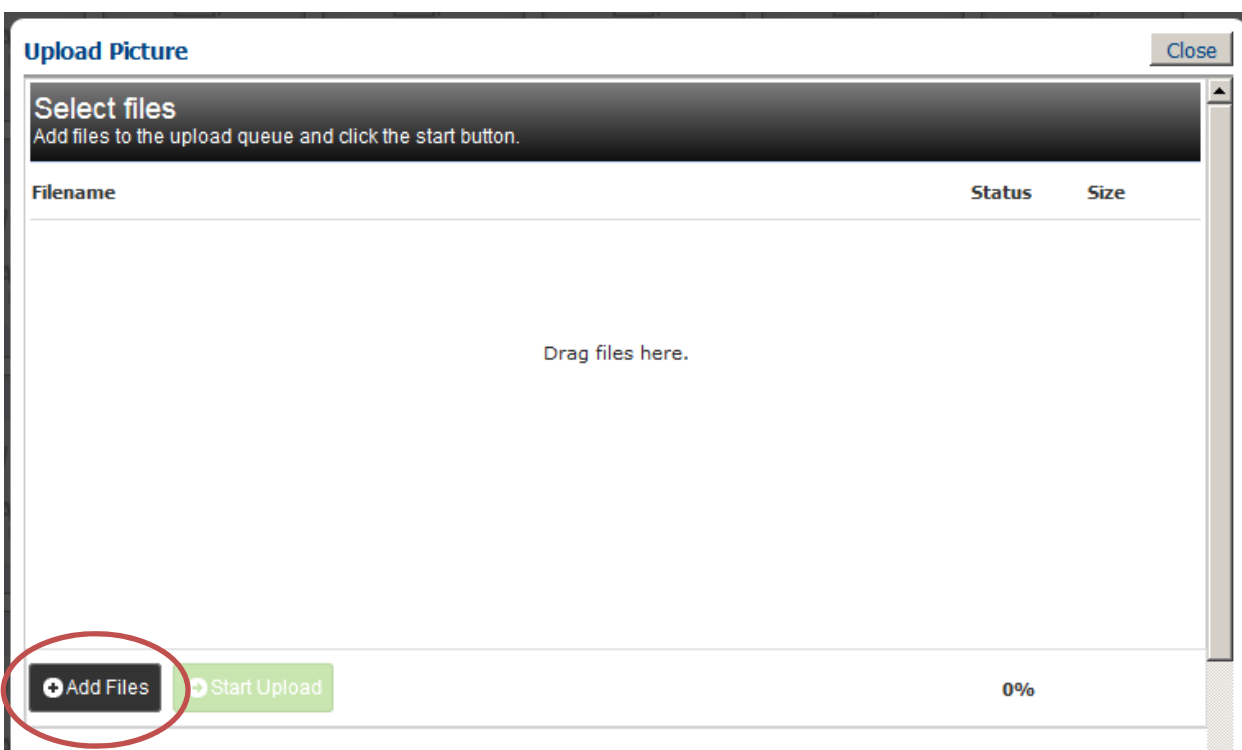 Upload Picture
Close
Select files
Add files to the upload queue and click the start button.
Filename Status Size
Drag files here.
Add Files Start Upload 0%